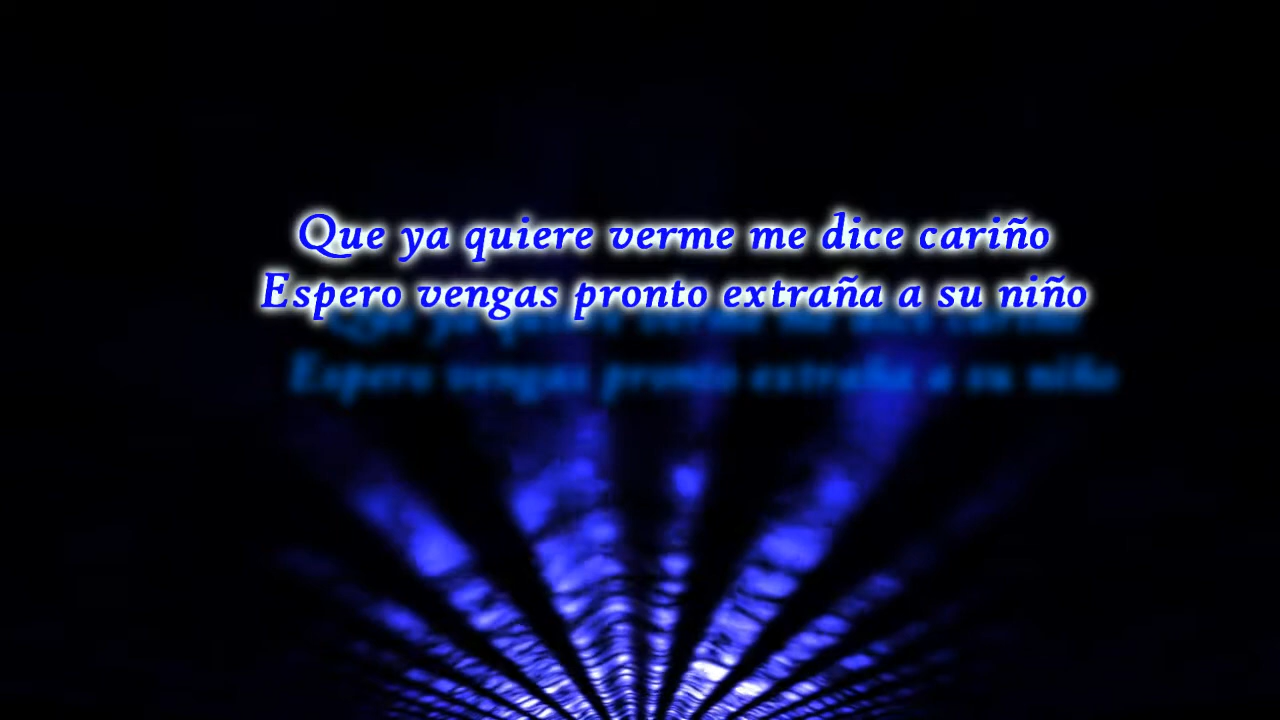 Que ya quiere verme me dice cariño
Espero vengas pronto extraña a su niño